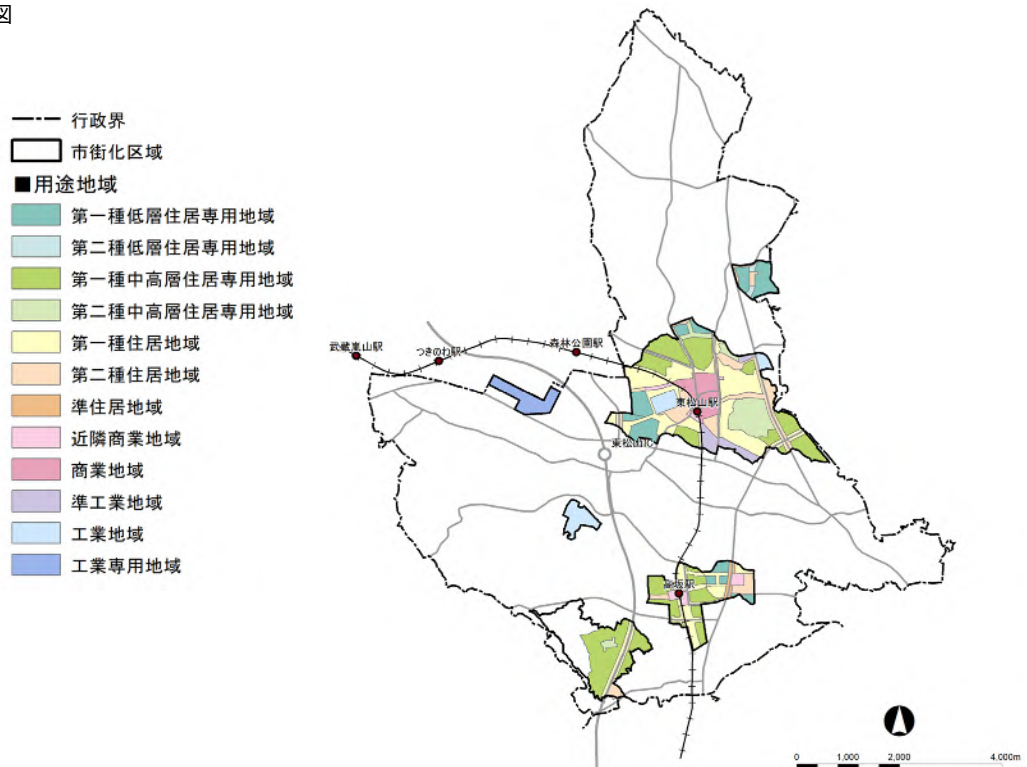 図
行政界
市街化区域
■用途地域
第一種低層住居専用地域
第二種低層住居専用地域
第一種中高層住居専用地域
第二種中高層住居専用地域
第一種住居地域
第二種住居地域
準住居地域
近隣商業地域
商業地域
準工業地域
工業地域
工業専用地域
武蔵嵐山駅
つきのわ駅
森林公園駅
東松山駅
東松山IC
高坂駅
0 1,000 2,000 4,000m